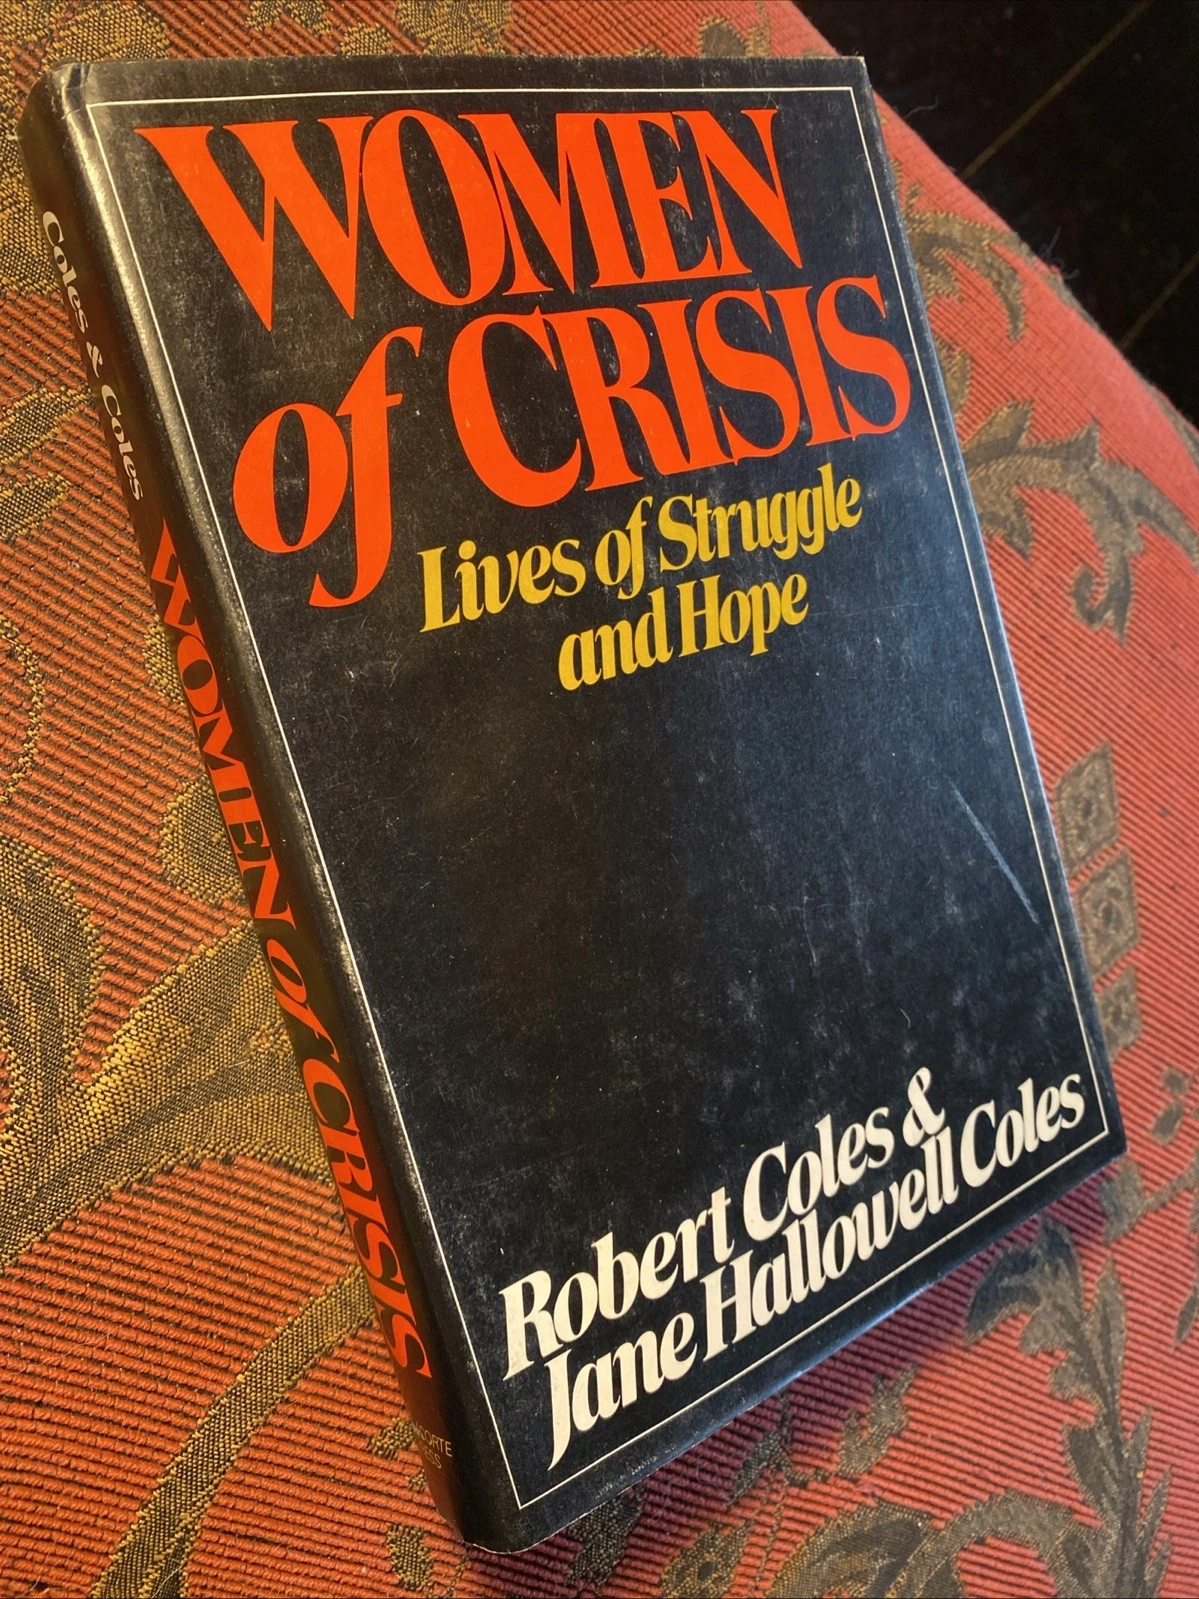 WOMEN
of CRISIS
Lives of Struggle
and Hope
Robert Coles &
Jane Hallowell Coles
Coles & Coles
WOMEN of CRISIS